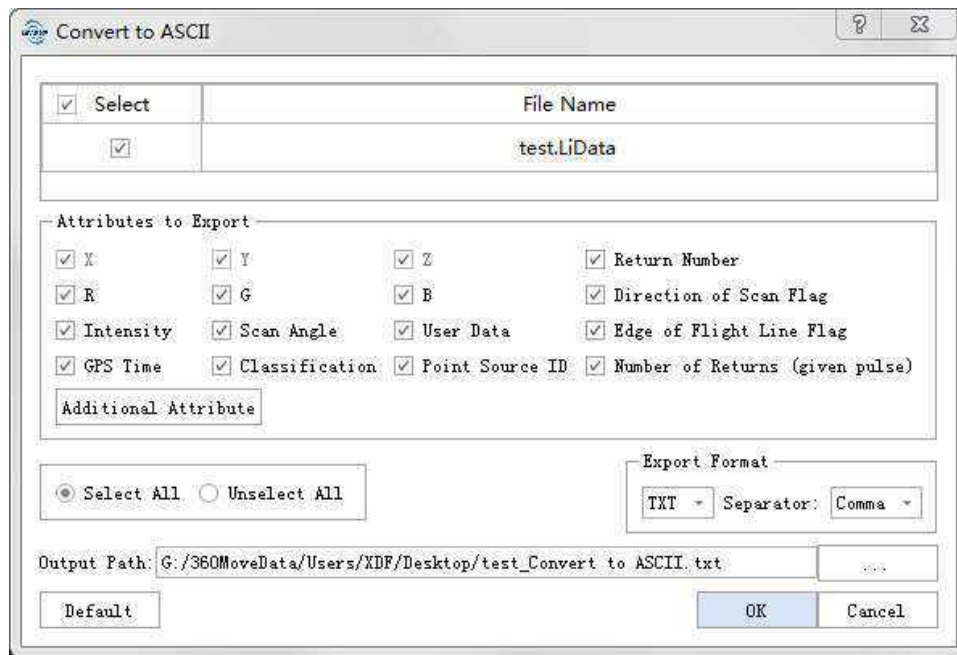 Convert to ASCII
Select File Name
test.LiData
Attributes to Export
X Y Z Return Number
R G B Direction of Scan Flag
Intensity Scan Angle User Data Edge of Flight Line Flag
GPS Time Classification Point Source ID Number of Returns (given pulse)
Additional Attribute
Export Format
Select All Unselect All TXT Separator: Comma
Output Path: G:/360MoveData/Users/XDF/Desktop/test_Convert to ASCII.txt ...
Default OK Cancel